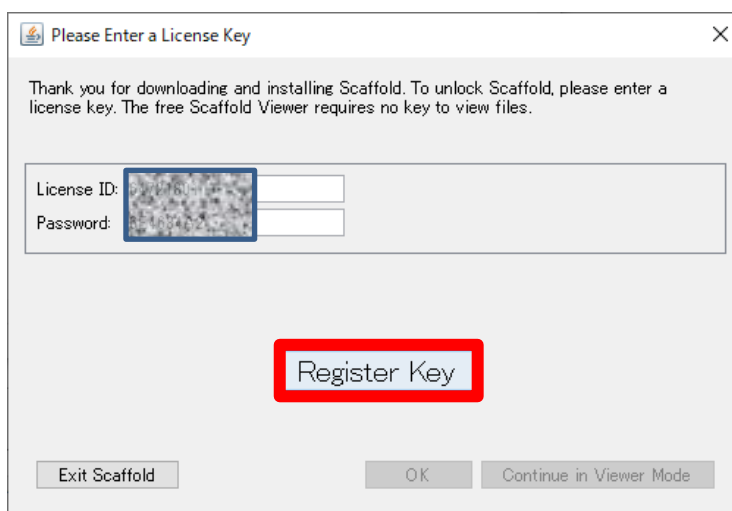 Please Enter a License Key
Thank you for downloading and installing Scaffold. To unlock Scaffold, please enter a
license key. The free Scaffold Viewer requires no key to view files.
License ID:
Password:
Register Key
Exit Scaffold
OK
Continue in Viewer Mode